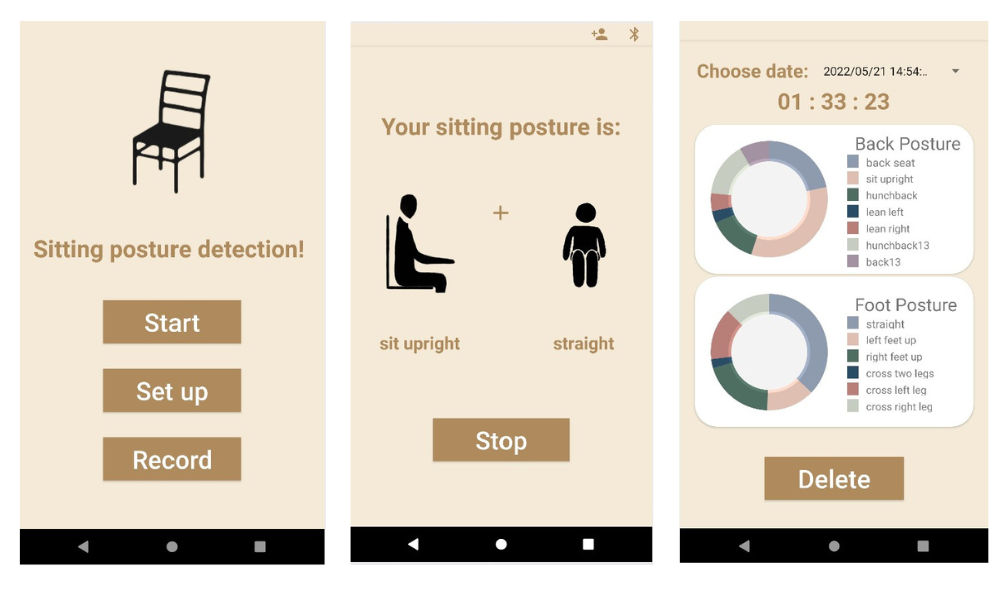 Sitting posture detection!
Start
Set up
Record
Your sitting posture is:
+
sit upright
straight
Stop
Choose date: 2022/05/21 14:54:..
01 : 33 : 23
Back Posture
back seat
sit upright
hunchback
lean left
lean right
hunchback13
back13
Foot Posture
straight
left feet up
right feet up
cross two legs
cross left leg
cross right leg
Delete